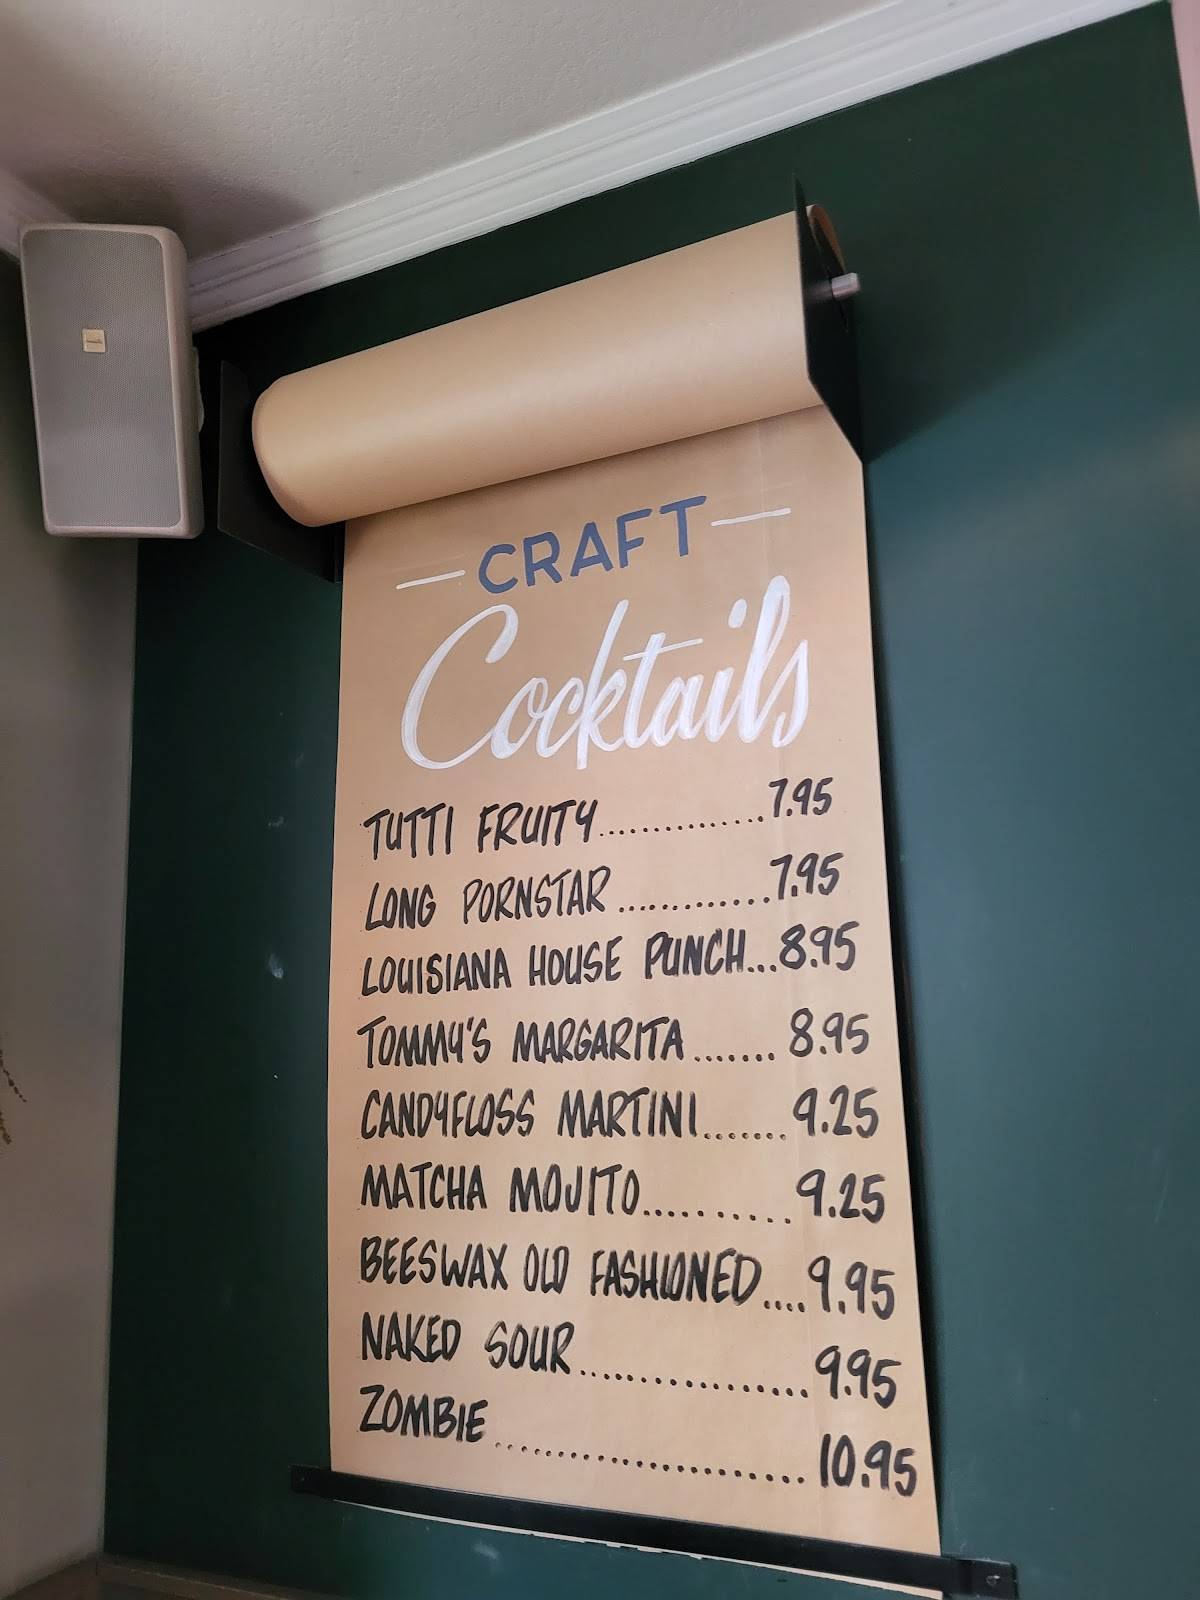 CRAFT
Cocktails
TUTTI FRUITY..............7.95
LONG PORNSTAR.............7.95
LOUISIANA HOUSE PUNCH...8.95
TOMMY'S MARGARITA.......8.95
CANDYFLOSS MARTINI.......9.25
MATCHA MOJITO..........9.25
BEESWAX OLD FASHIONED....9.95
NAKED SOUR................9.95
ZOMBIE.....................10.95